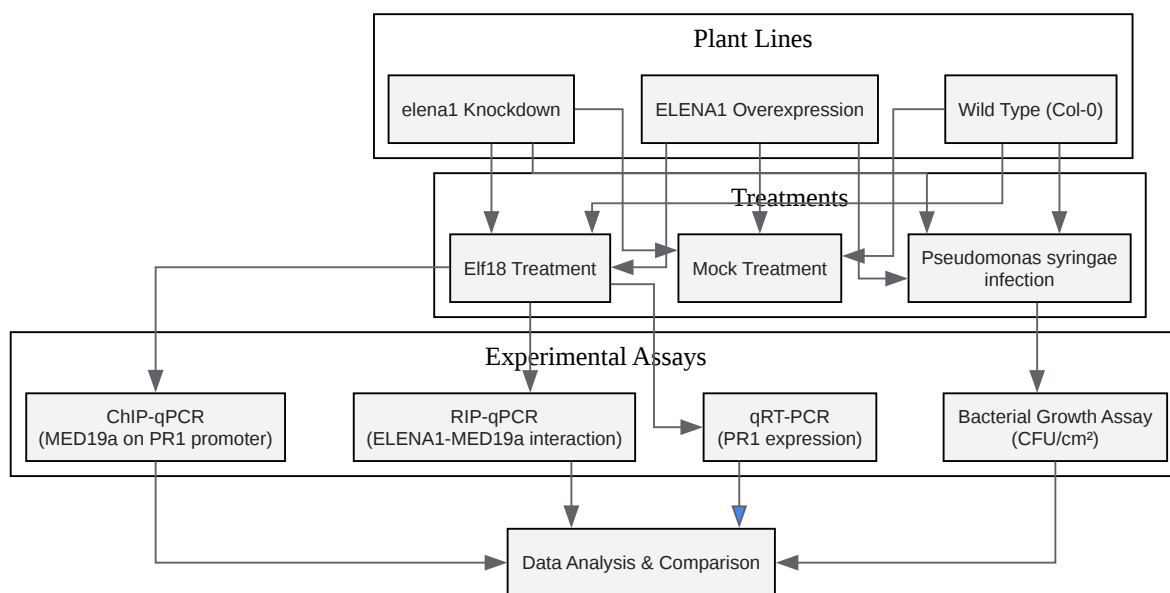 Plant Lines
elena1 Knockdown
ELENA1 Overexpression
Wild Type (Col-0)
Treatments
Elf18 Treatment
Mock Treatment
Pseudomonas syringae
infection
Experimental Assays
ChIP-qPCR
(MED19a on PR1 promoter)
RIP-qPCR
(ELENA1-MED19a interaction)
qRT-PCR
(PR1 expression)
Bacterial Growth Assay
(CFU/cm²)
Data Analysis & Comparison